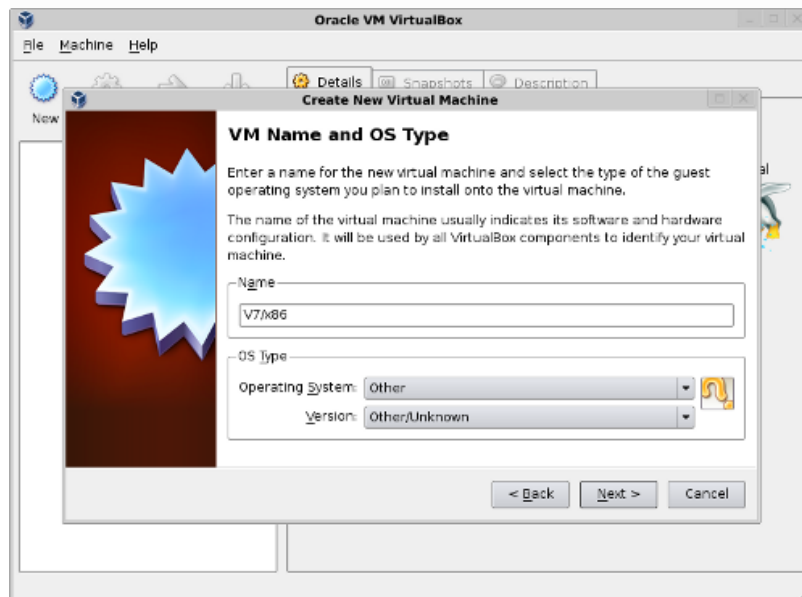 Oracle VM VirtualBox
File Machine Help
Details Snapshots Description
New
Create New Virtual Machine
VM Name and OS Type
Enter a name for the new virtual machine and select the type of the guest
operating system you plan to install onto the virtual machine.
The name of the virtual machine usually indicates its software and hardware
configuration. It will be used by all VirtualBox components to identify your virtual
machine.
Name
V7/x86
OS Type
Operating System: Other
Version: Other/Unknown
< Back Next > Cancel